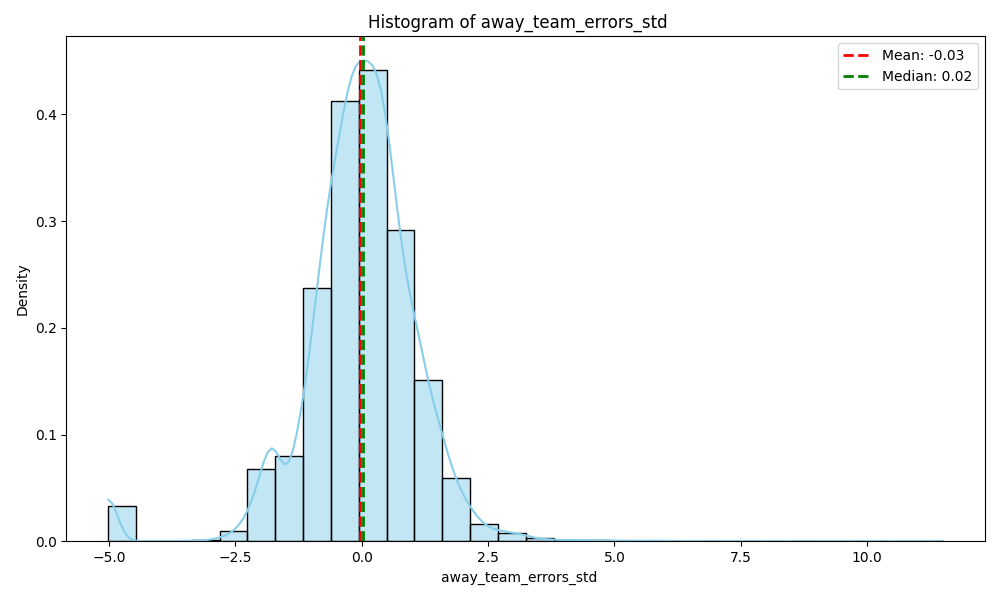 Histogram of away_team_errors_std
Mean: -0.03
Median: 0.02
Density
0.4
0.3
0.2
0.1
0.0
−5.0 −2.5 0.0 2.5 5.0 7.5 10.0
away_team_errors_std